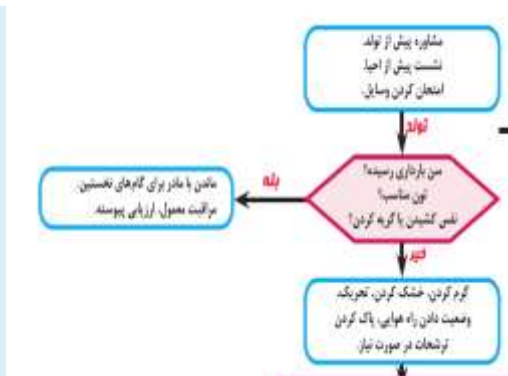 مشاوره پیش از تولد.
نشست پیش از احیا.
امتحان کردن وسایل.
تولد
سن بارداری رسیده؟
تون مناسب؟
نفس کشیدن یا گریه کردن؟
بله
ماندن با مادر برای گام‌های نخستین.
مراقبت معمول. ارزیابی پیوسته.
خیر
گرم کردن، خشک کردن، تحریک،
وضعیت دادن راه هوایی، پاک کردن
ترشحات در صورت نیاز.